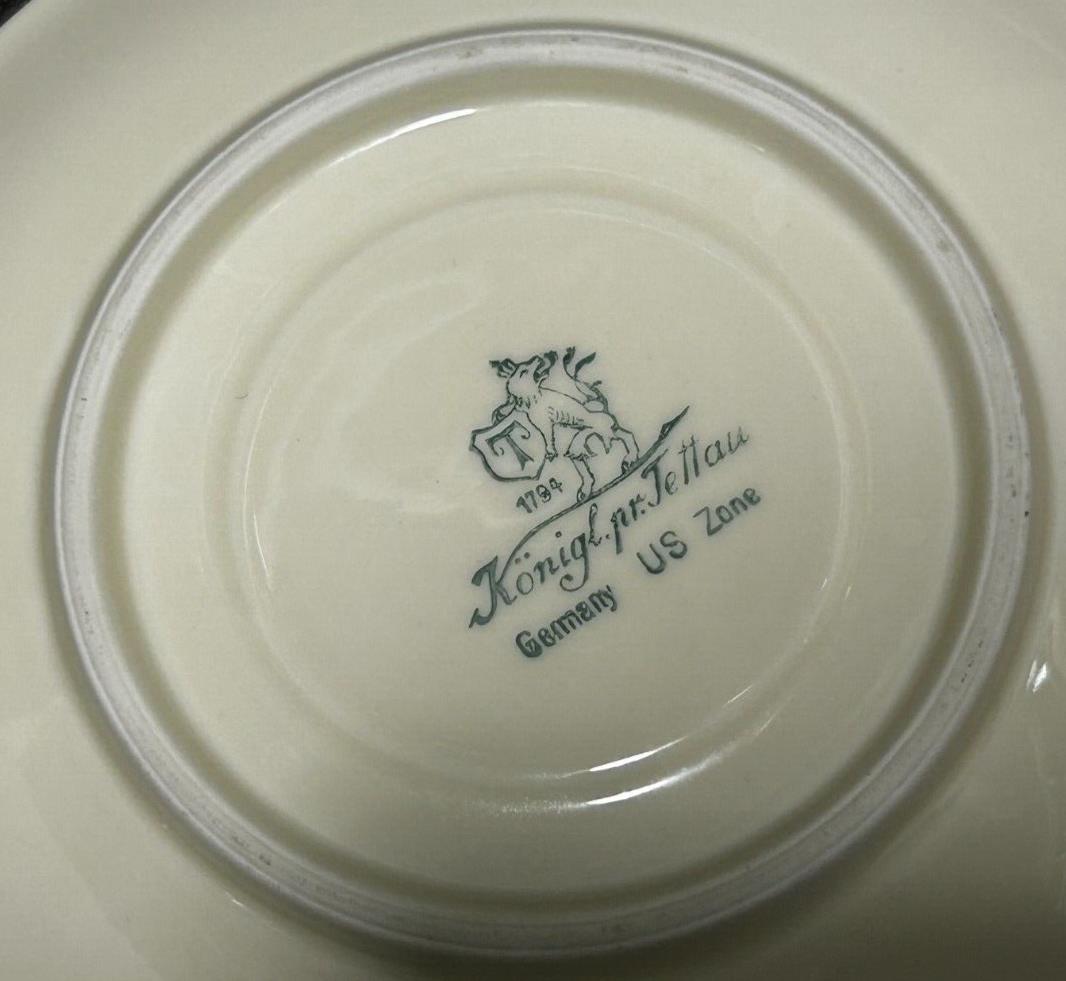 T
1794
Königl. pr. Tettau
Germany US Zone